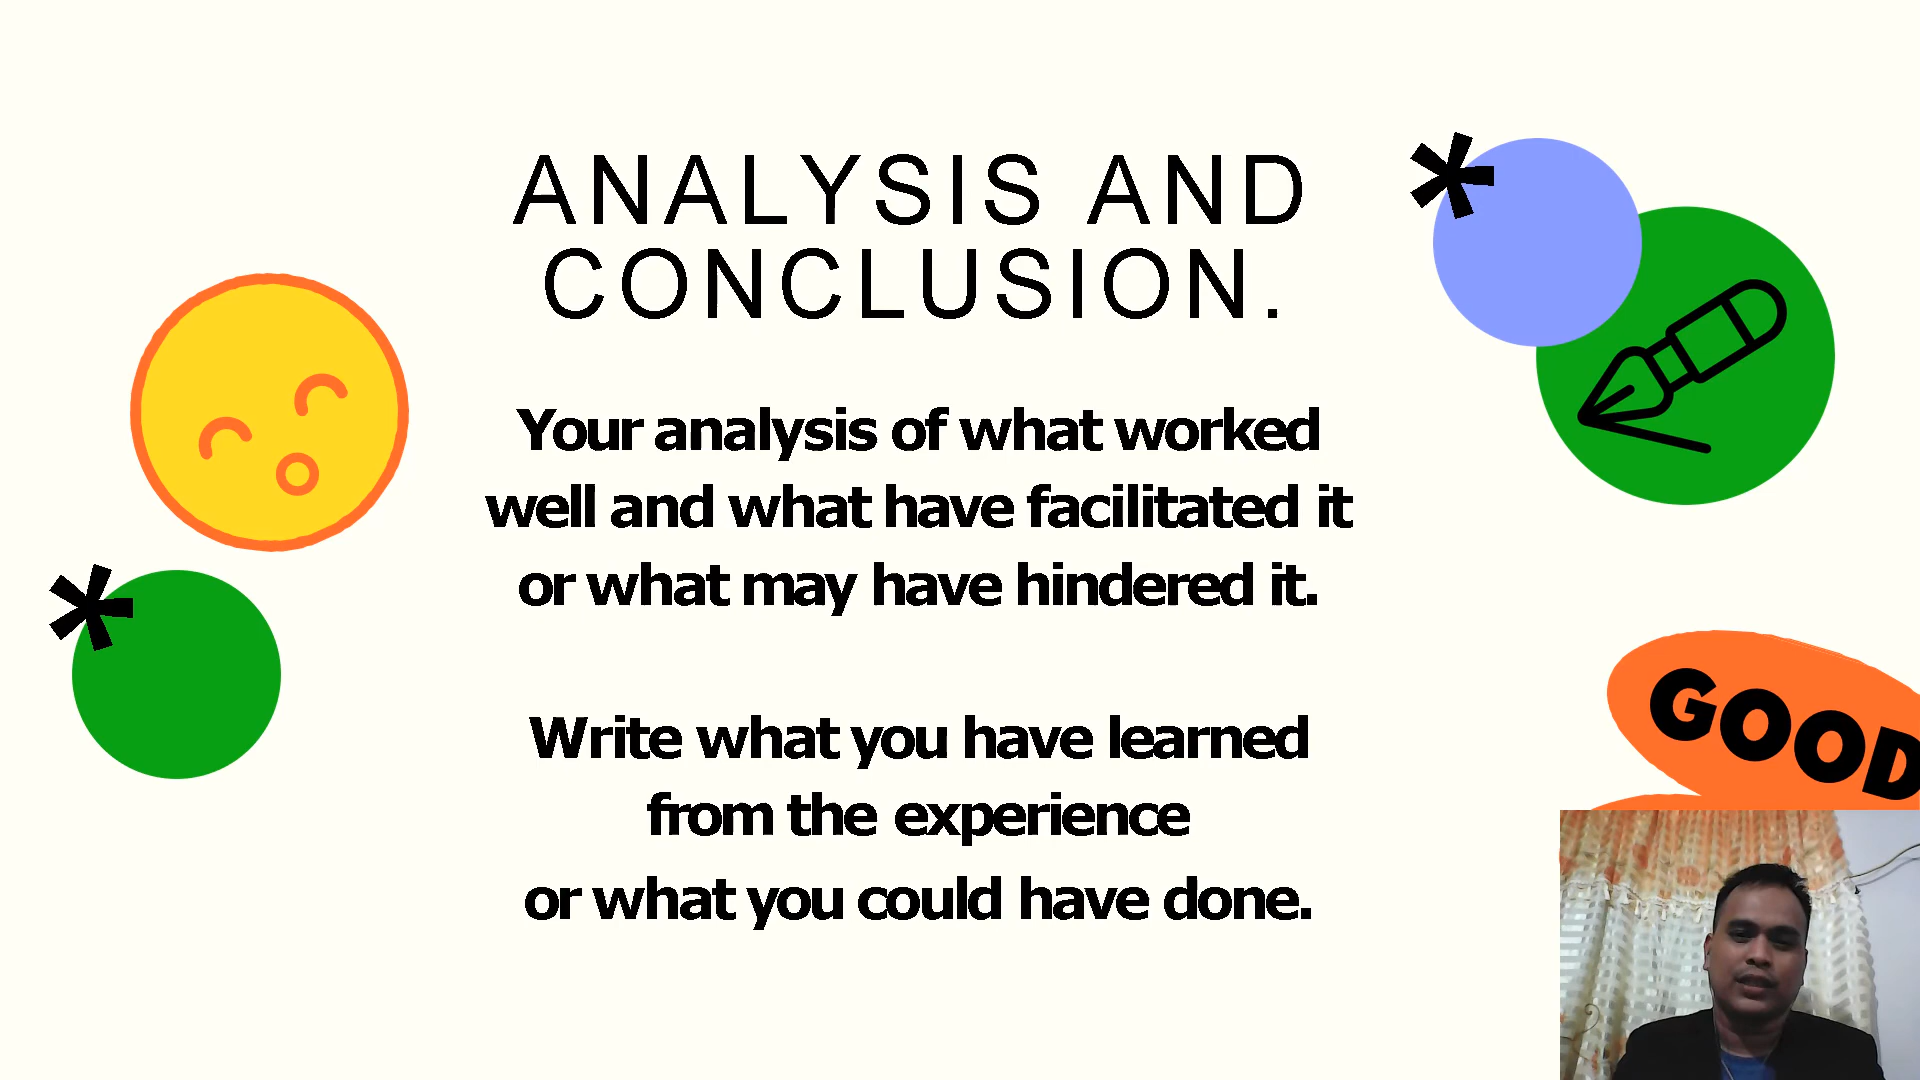 ANALYSIS AND
CONCLUSION.
Your analysis of what worked
well and what have facilitated it
or what may have hindered it.
Write what you have learned
from the experience
or what you could have done.
GOOD